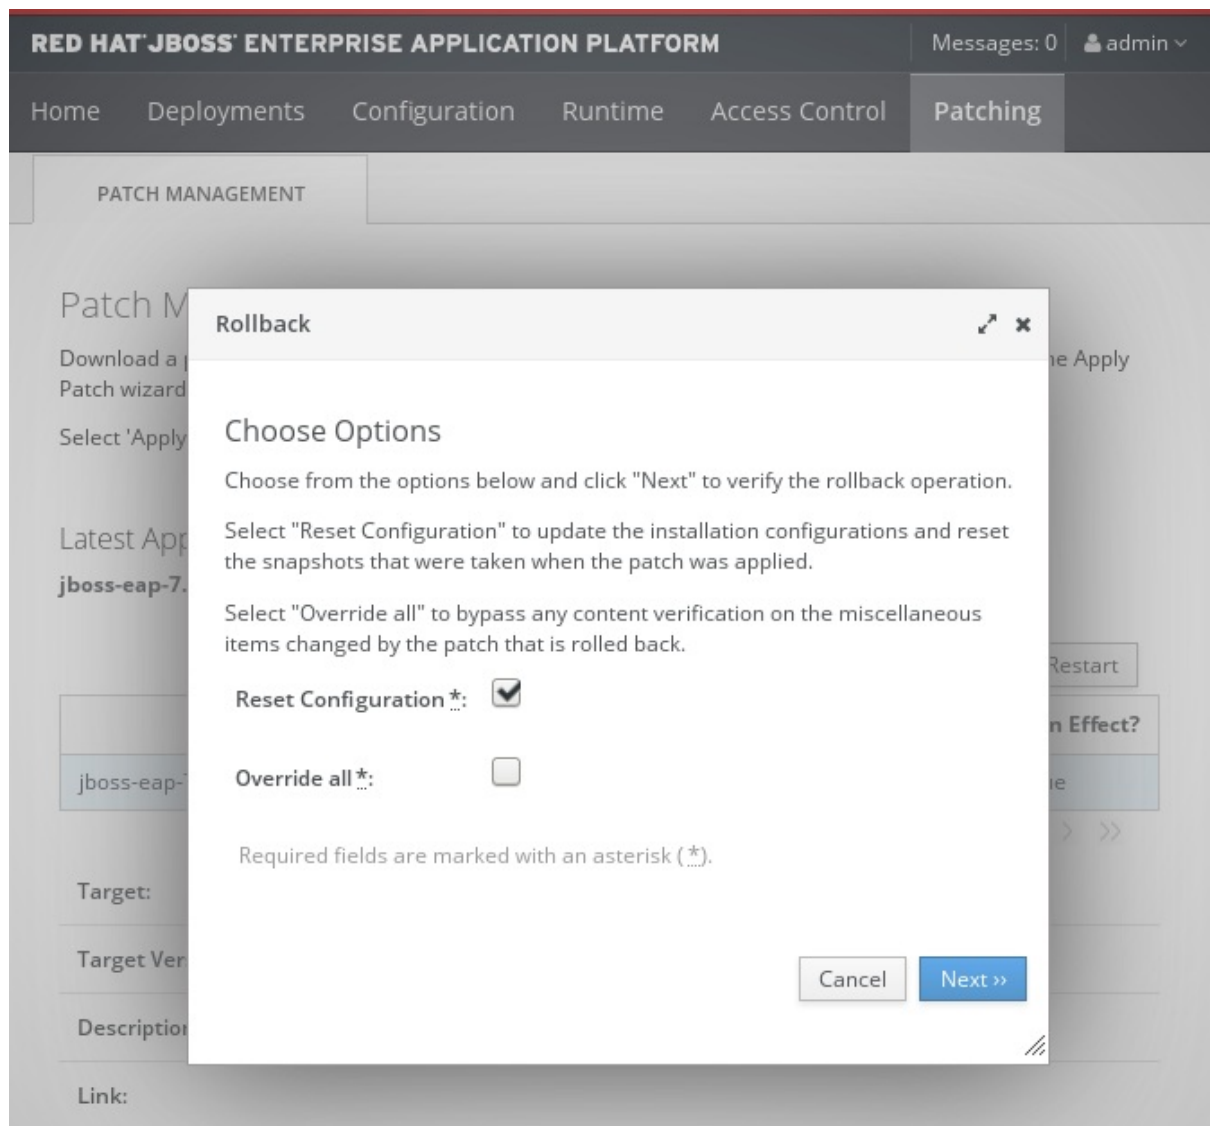 RED HAT JBOSS ENTERPRISE APPLICATION PLATFORM
Messages: 0
admin
Home Deployments Configuration Runtime Access Control Patching
PATCH MANAGEMENT
Patch M
Rollback
Download a
ne Apply
Patch wizard
Select 'Apply
Choose Options
Choose from the options below and click "Next" to verify the rollback operation.
Select "Reset Configuration" to update the installation configurations and reset
the snapshots that were taken when the patch was applied.
Latest App
jboss-eap-7.
Select "Override all" to bypass any content verification on the miscellaneous
items changed by the patch that is rolled back.
Restart
Reset Configuration *:
n Effect?
Override all *:
jboss-eap-
ue
Required fields are marked with an asterisk ( *).
Target:
Target Ver
Cancel Next ››
Description
Link: